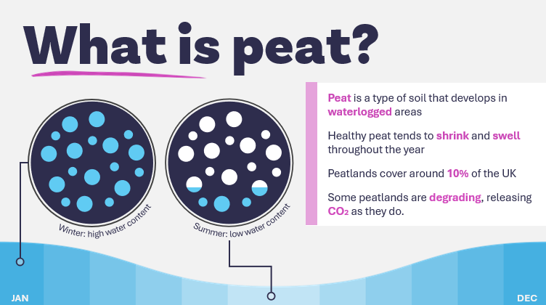 What is peat?
Peat is a type of soil that develops in
waterlogged areas
Healthy peat tends to shrink and swell
throughout the year
Peatlands cover around 10% of the UK
Some peatlands are degrading, releasing
CO₂ as they do.
Winter: high water content
Summer: low water content
JAN
DEC